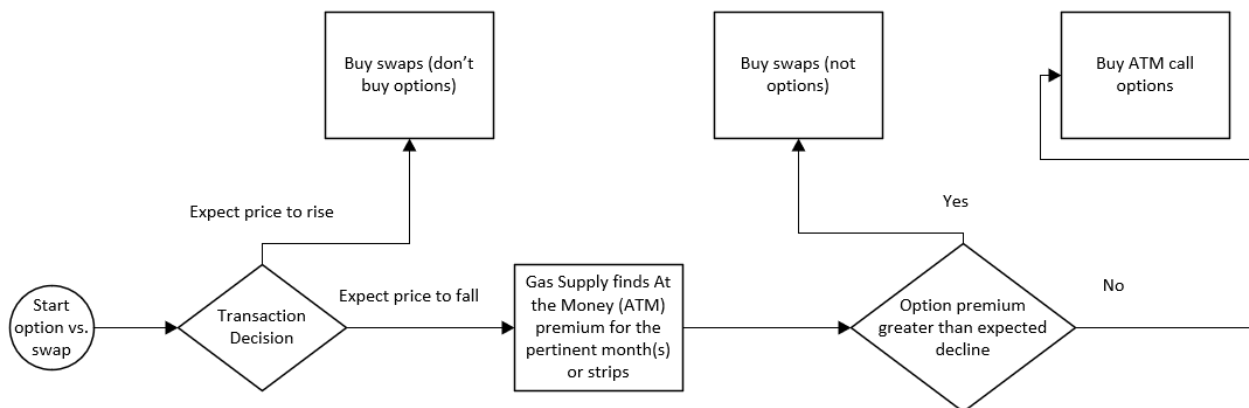 Buy swaps (don’t
buy options)
Buy swaps (not
options)
Buy ATM call
options
Expect price to rise
Yes
Start
option vs.
swap
Transaction
Decision
Expect price to fall
Gas Supply finds At
the Money (ATM)
premium for the
pertinent month(s)
or strips
Option premium
greater than expected
decline
No